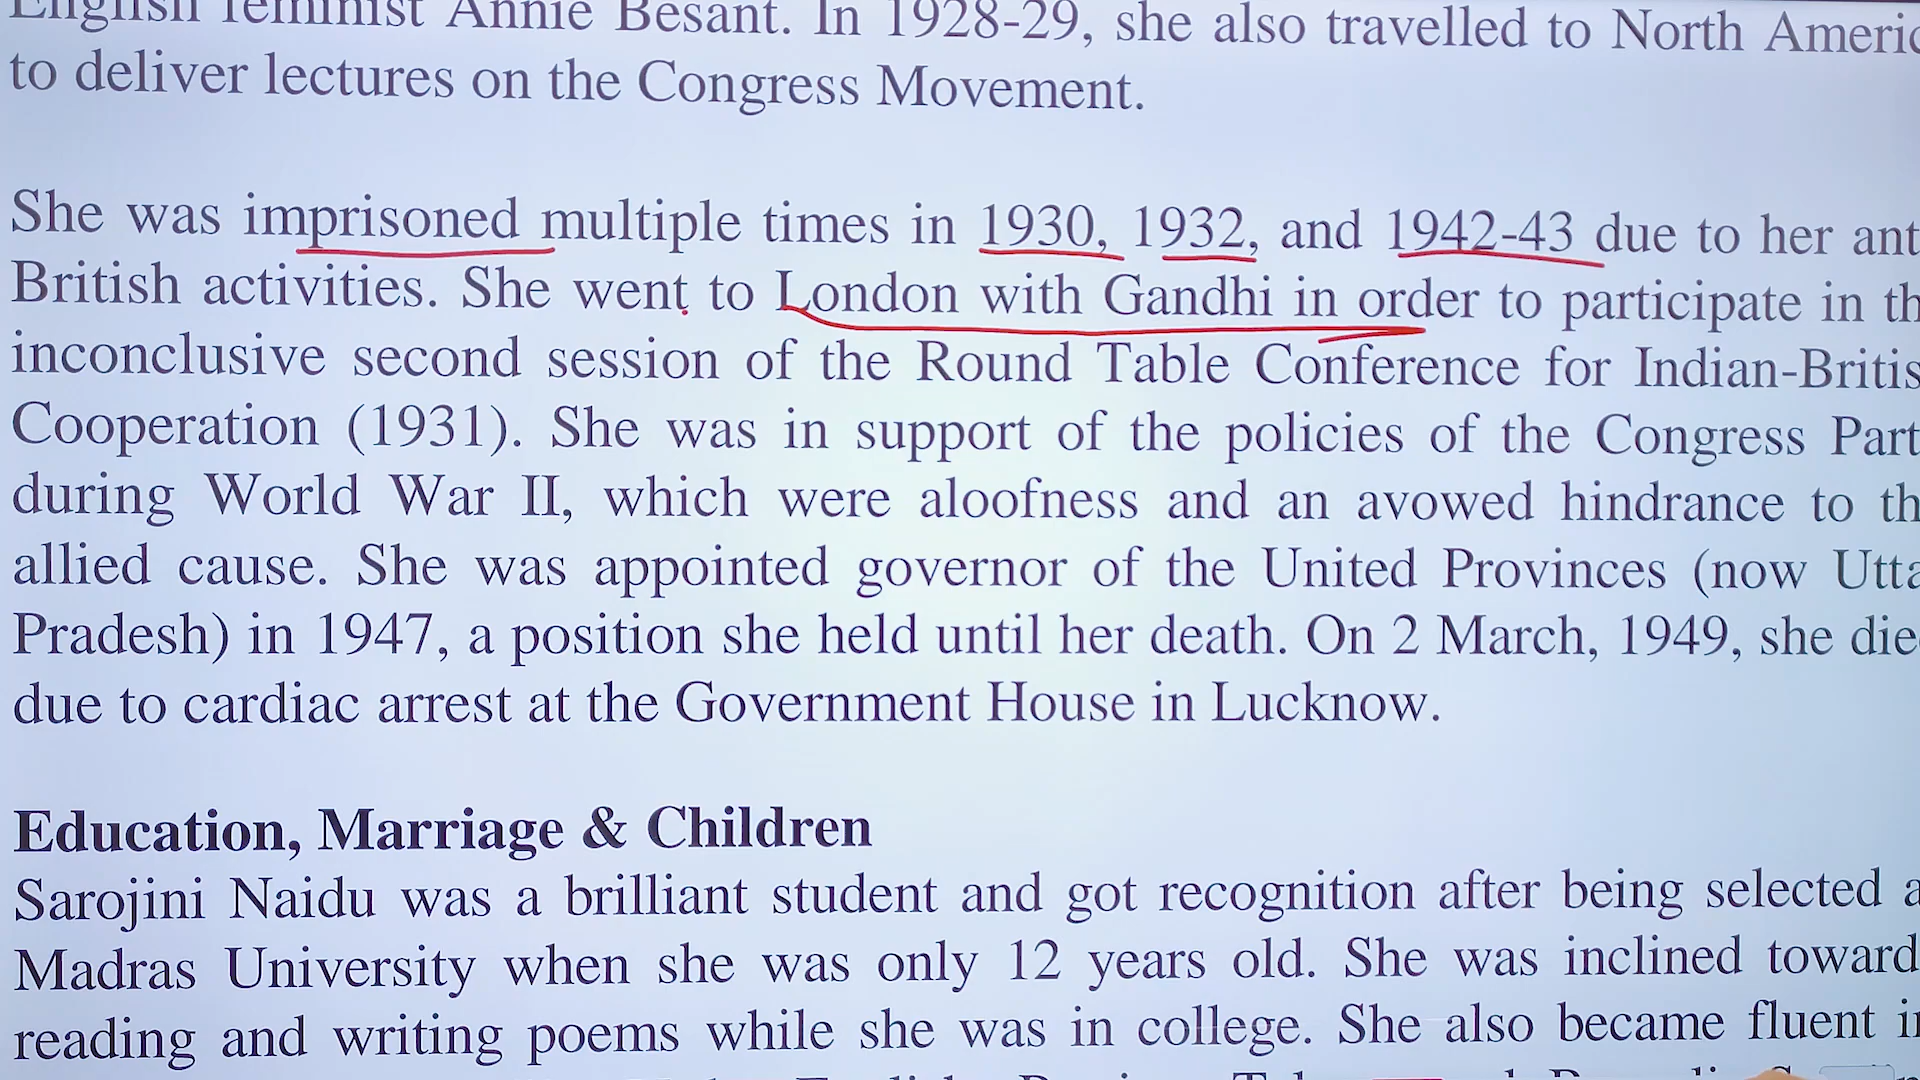 English feminist Annie Besant. In 1928-29, she also travelled to North Americ
to deliver lectures on the Congress Movement.
She was imprisoned multiple times in 1930, 1932, and 1942-43 due to her ant
British activities. She went to London with Gandhi in order to participate in th
inconclusive second session of the Round Table Conference for Indian-Britis
Cooperation (1931). She was in support of the policies of the Congress Part
during World War II, which were aloofness and an avowed hindrance to th
allied cause. She was appointed governor of the United Provinces (now Utta
Pradesh) in 1947, a position she held until her death. On 2 March, 1949, she die
due to cardiac arrest at the Government House in Lucknow.
Education, Marriage & Children
Sarojini Naidu was a brilliant student and got recognition after being selected a
Madras University when she was only 12 years old. She was inclined toward
reading and writing poems while she was in college. She also became fluent i